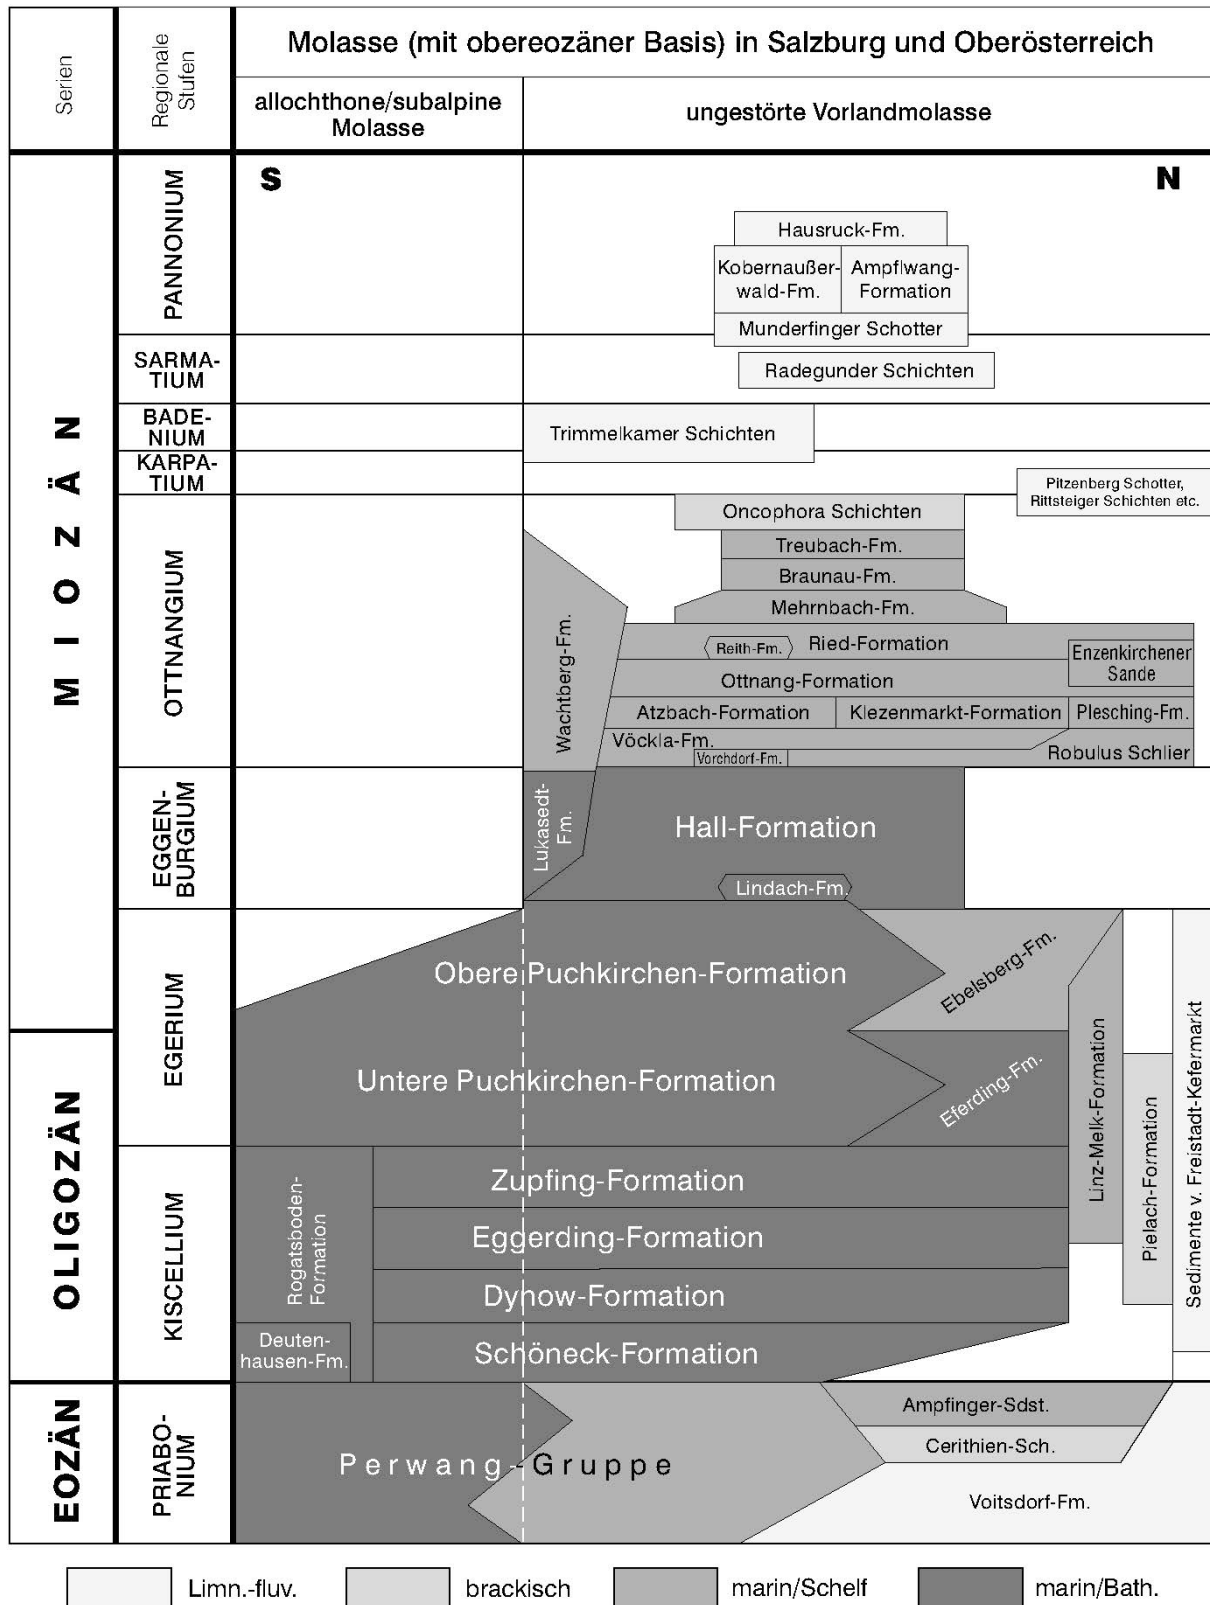 Serien
Regionale
Stufen
Molasse (mit obereozäner Basis) in Salzburg und Oberösterreich
allochthone/subalpine
Molasse
ungestörte Vorlandmolasse
MIOZÄN
OLIGOZÄN
EOZÄN
PANNONIUM
SARMA-
TIUM
BADE-
NIUM
KARPA-
TIUM
OTTNANGIUM
EGGEN-
BURGIUM
EGERIUM
KISCELLIUM
PRIABO-
NIUM
S
N
Hausruck-Fm.
Kobernaußer-
wald-Fm.
Ampflwang-
Formation
Munderfinger Schotter
Radegunder Schichten
Trimmelkamer Schichten
Pitzenberg Schotter,
Rittsteiger Schichten etc.
Oncophora Schichten
Treubach-Fm.
Braunau-Fm.
Mehrnbach-Fm.
Wachtberg-Fm.
Reith-Fm.
Ried-Formation
Enzenkirchener
Sande
Ottnang-Formation
Atzbach-Formation
Klezenmarkt-Formation
Plesching-Fm.
Vöckla-Fm.
Vorchdorf-Fm.
Robulus Schlier
Lukasedt-
Fm.
Hall-Formation
Lindach-Fm.
Obere Puchkirchen-Formation
Ebelsberg-Fm.
Untere Puchkirchen-Formation
Eferding-Fm.
Linz-Melk-Formation
Pielach-Formation
Sedimente v. Freistadt-Kefermarkt
Rogatsboden-
Formation
Zupfing-Formation
Eggerding-Formation
Dynow-Formation
Deuten-
hausen-Fm.
Schöneck-Formation
Perwang-Gruppe
Ampfinger-Sdst.
Cerithien-Sch.
Voitsdorf-Fm.
Limn.-fluv.
brackisch
marin/Schelf
marin/Bath.